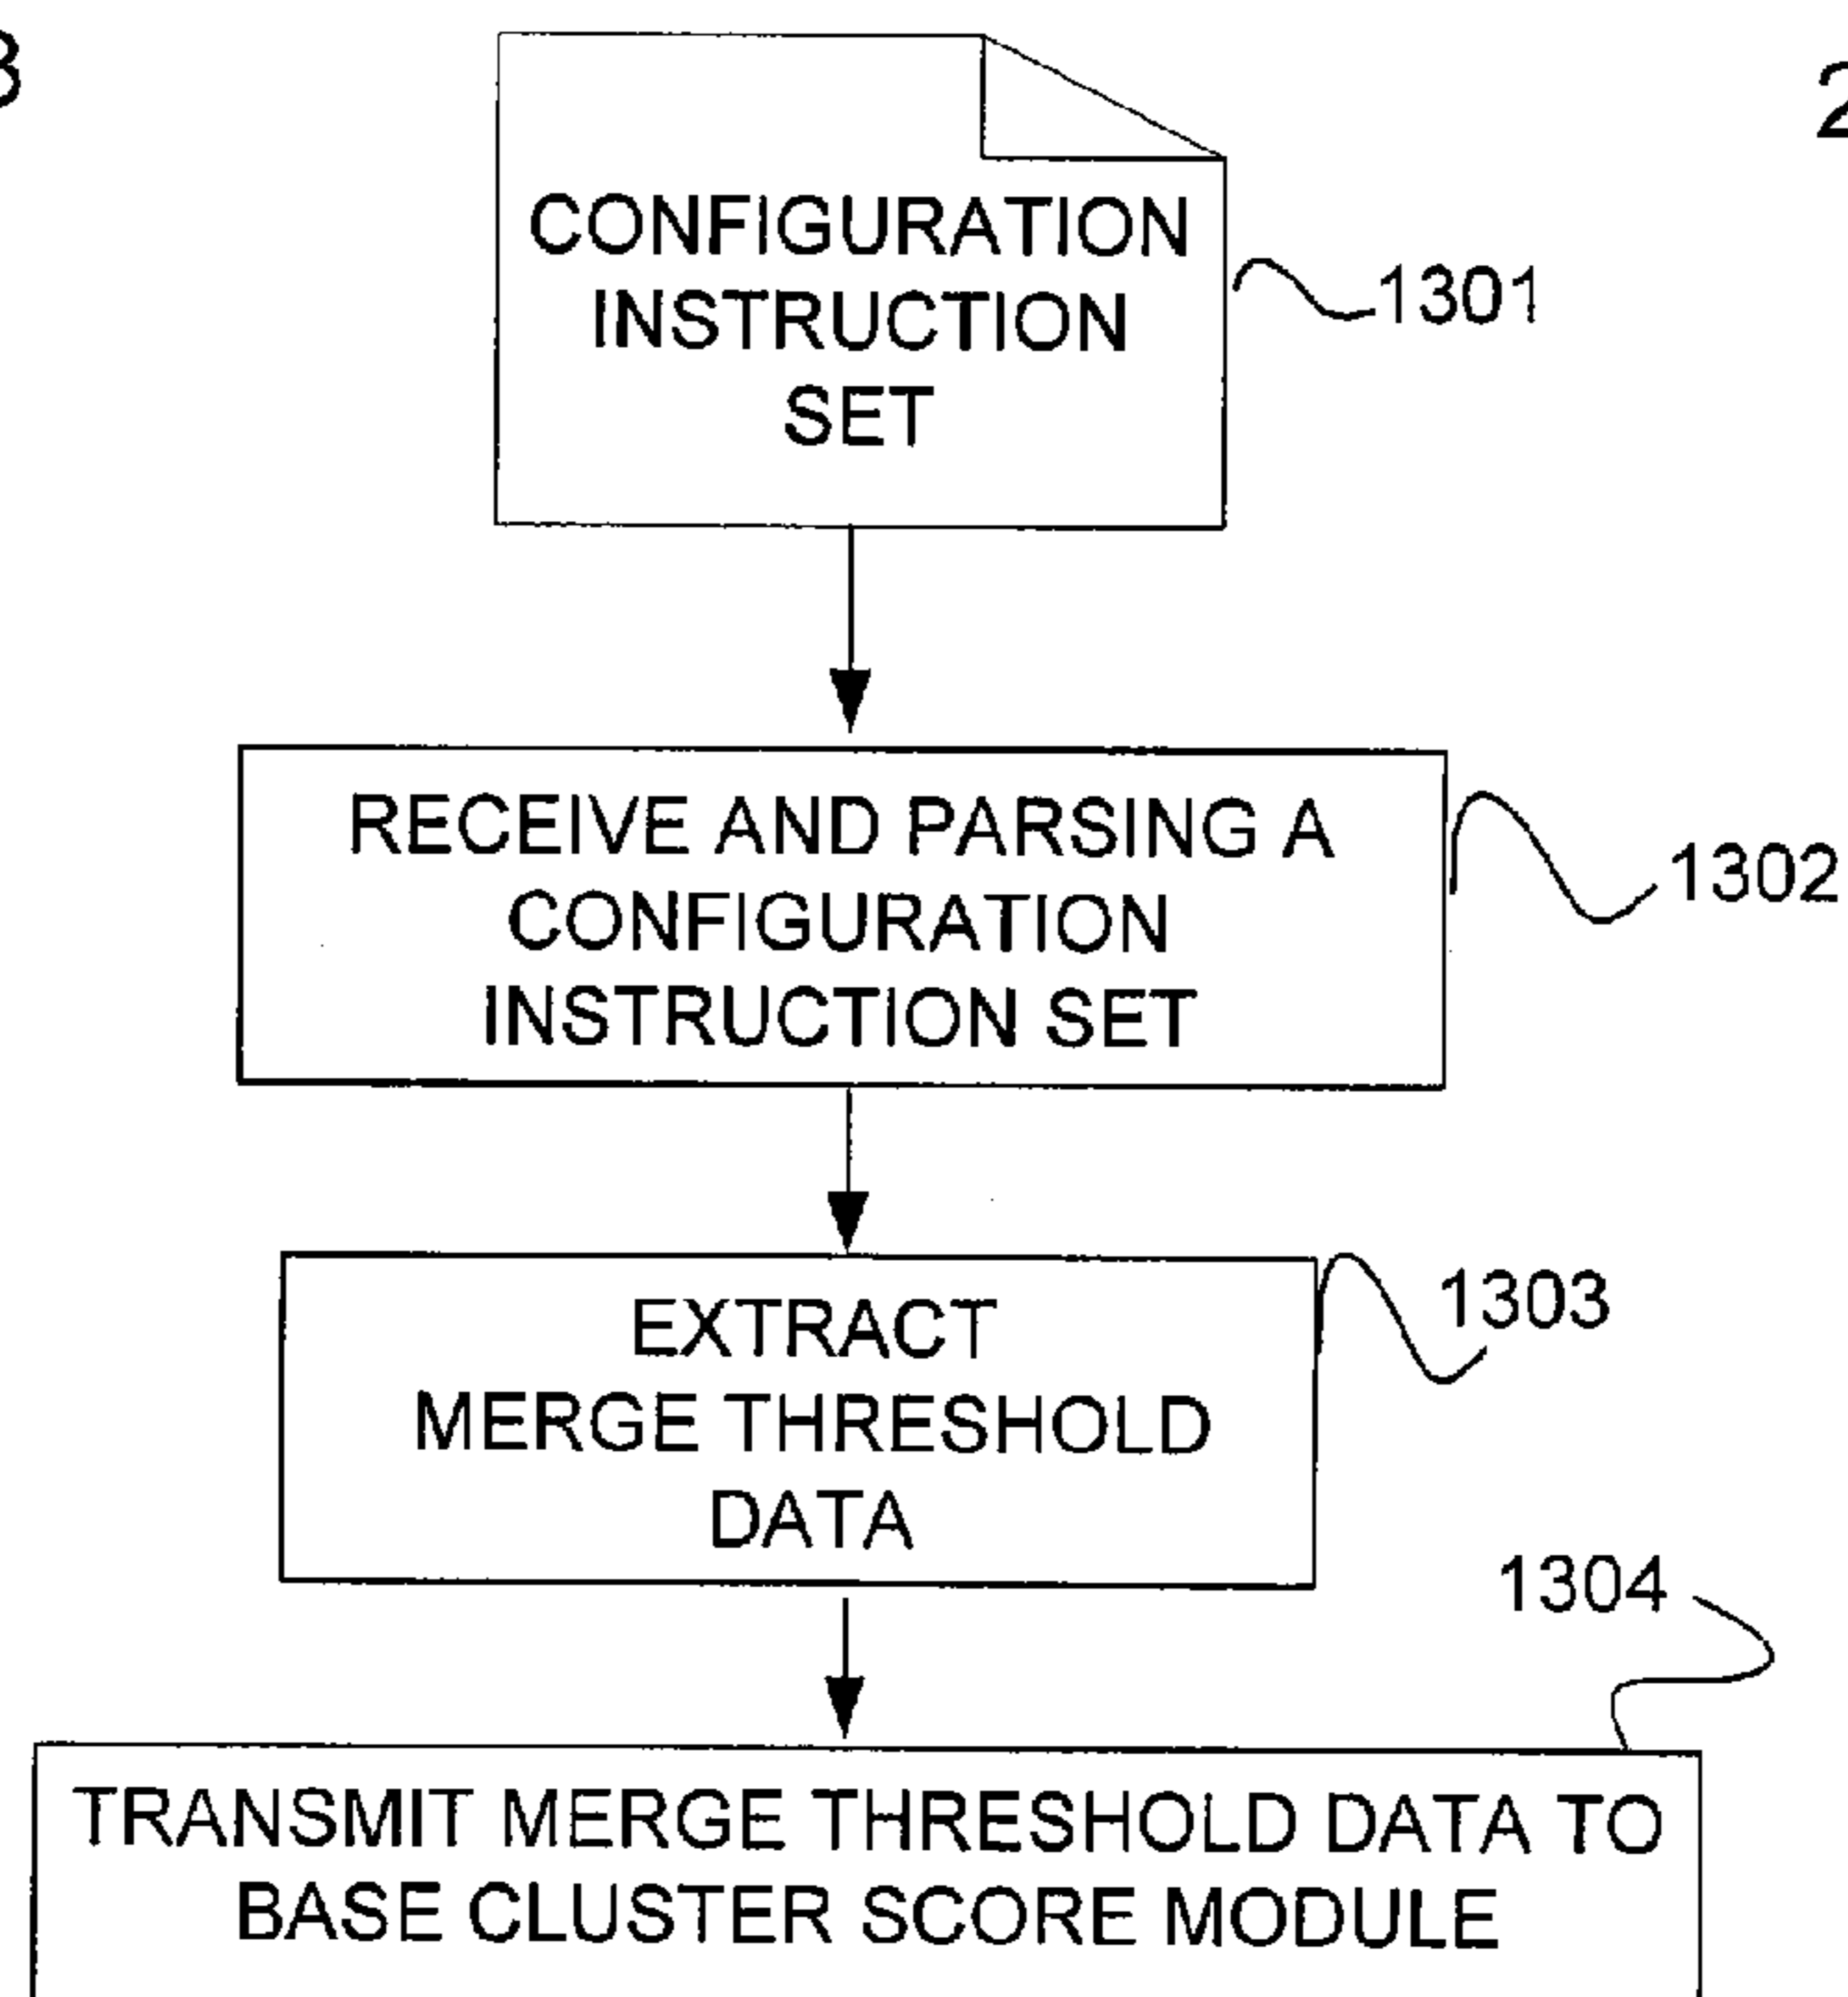 CONFIGURATION
INSTRUCTION
SET
1301
RECEIVE AND PARSING A
CONFIGURATION
INSTRUCTION SET
1302
EXTRACT
MERGE THRESHOLD
DATA
1303
1304
TRANSMIT MERGE THRESHOLD DATA TO
BASE CLUSTER SCORE MODULE